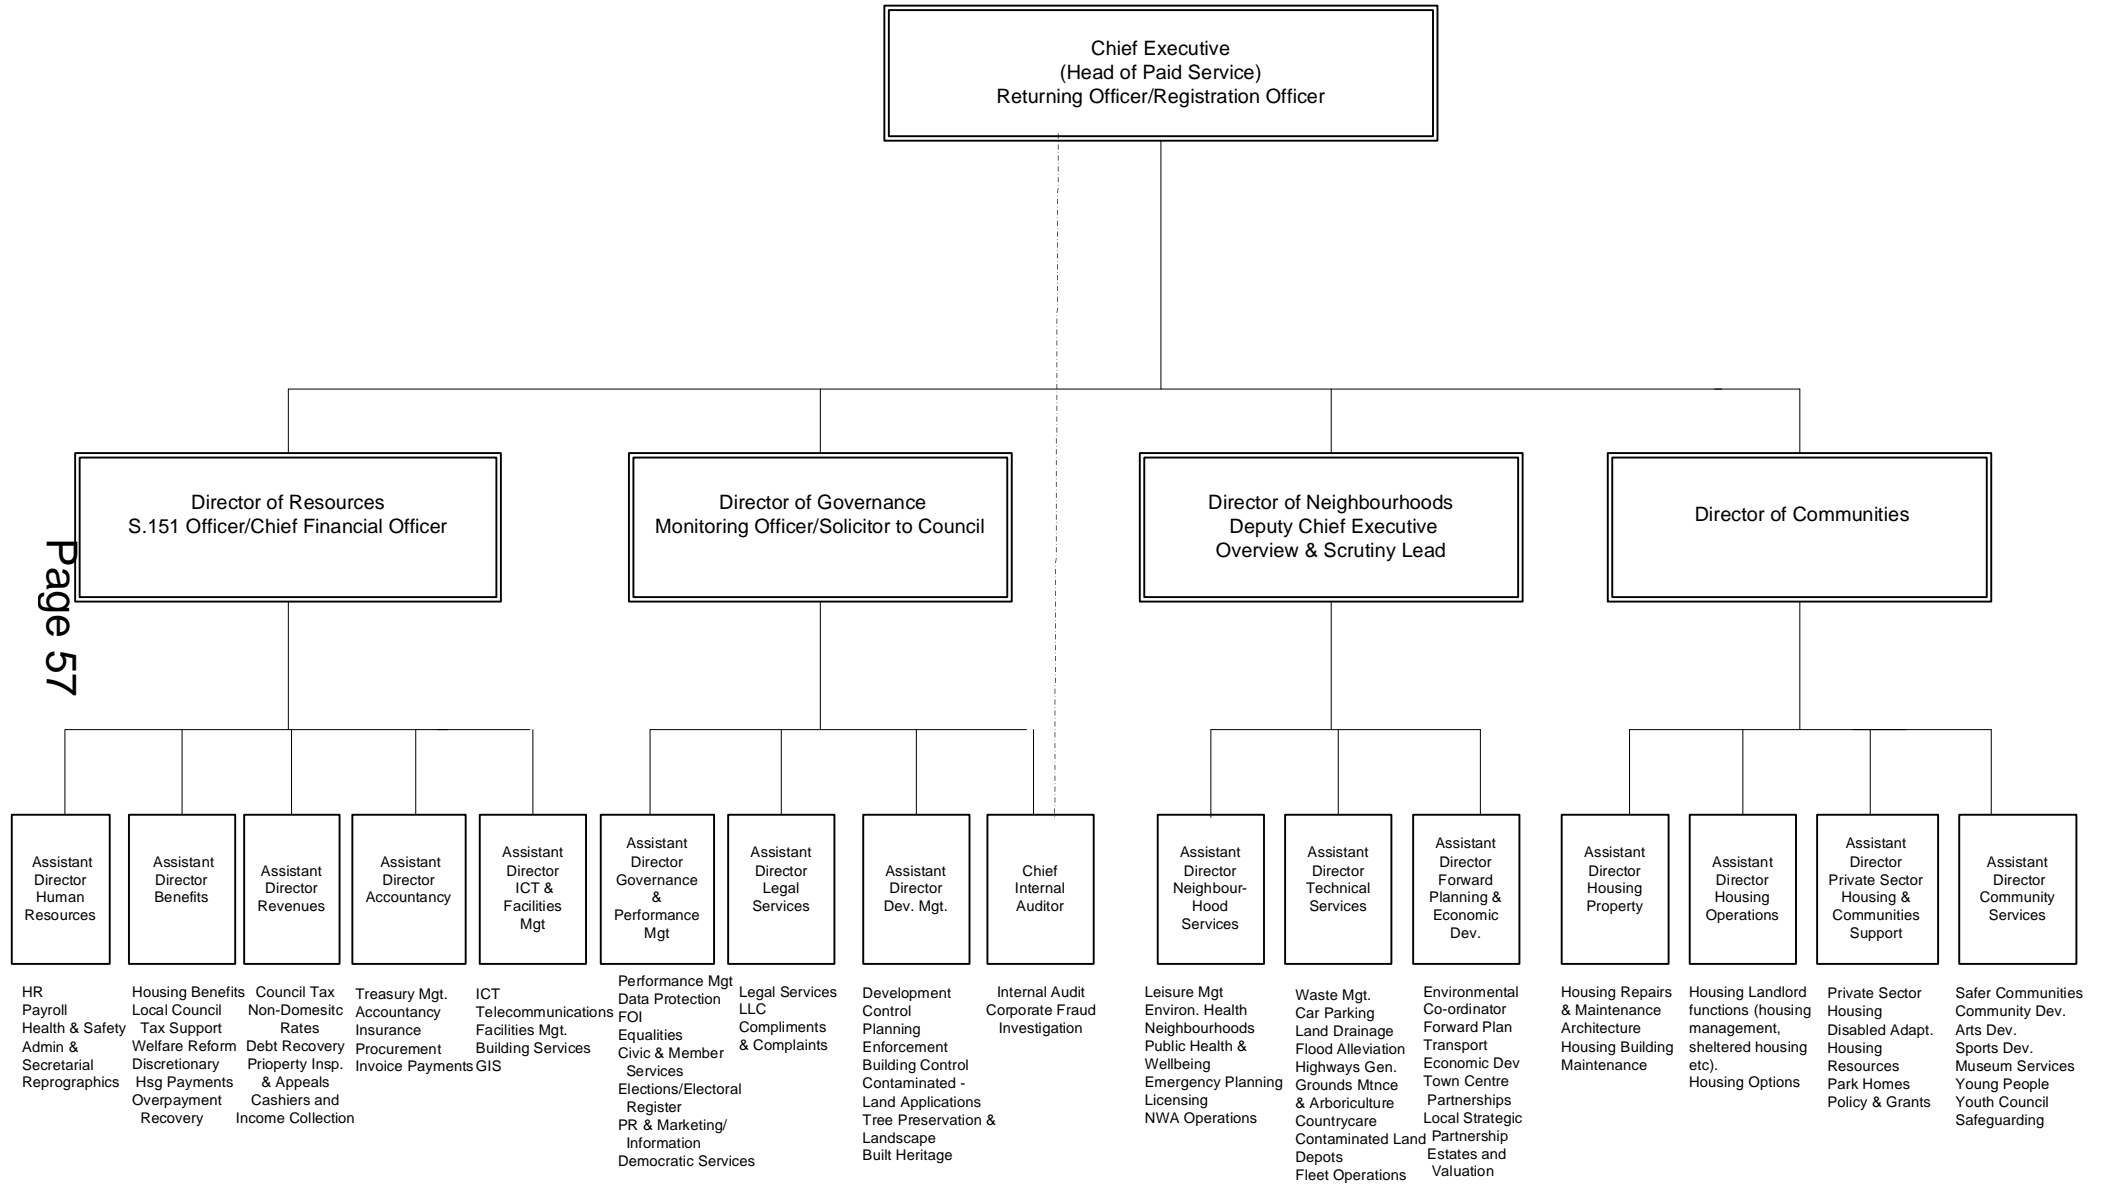 Chief Executive
(Head of Paid Service)
Returning Officer/Registration Officer
Director of Resources
S.151 Officer/Chief Financial Officer
Director of Governance
Monitoring Officer/Solicitor to Council
Director of Neighbourhoods
Deputy Chief Executive
Overview & Scrutiny Lead
Director of Communities
Page 57
Assistant
Director
Human
Resources
Assistant
Director
Benefits
Assistant
Director
Revenues
Assistant
Director
Accountancy
Assistant
Director
ICT &
Facilities
Mgt
Assistant
Director
Governance
&
Performance
Mgt
Assistant
Director
Legal
Services
Assistant
Director
Dev. Mgt.
Chief
Internal
Auditor
Assistant
Director
Neighbour-
Hood
Services
Assistant
Director
Technical
Services
Assistant
Director
Forward
Planning &
Economic
Dev.
Assistant
Director
Housing
Property
Assistant
Director
Housing
Operations
Assistant
Director
Private Sector
Housing &
Communities
Support
Assistant
Director
Community
Services
HR
Payroll
Health & Safety
Admin &
Secretarial
Reprographics
Housing Benefits
Local Council
Tax Support
Welfare Reform
Discretionary
Hsg Payments
Overpayment
Recovery
Council Tax
Non-Domesitc
Rates
Debt Recovery
Prioperty Insp.
& Appeals
Cashiers and
Income Collection
Treasury Mgt.
Accountancy
Insurance
Procurement
Invoice Payments
ICT
Telecommunications
Facilities Mgt.
Building Services
GIS
Performance Mgt
Data Protection
FOI
Equalities
Civic & Member
Services
Elections/Electoral
Register
PR & Marketing/
Information
Democratic Services
Legal Services
LLC
Compliments
& Complaints
Development
Control
Planning
Enforcement
Building Control
Contaminated -
Land Applications
Tree Preservation &
Landscape
Built Heritage
Internal Audit
Corporate Fraud
Investigation
Leisure Mgt
Environ. Health
Neighbourhoods
Public Health &
Wellbeing
Emergency Planning
Licensing
NWA Operations
Waste Mgt.
Car Parking
Land Drainage
Flood Alleviation
Highways Gen.
Grounds Mtnce
& Arboriculture
Countrycare
Contaminated Land
Depots
Fleet Operations
Environmental
Co-ordinator
Forward Plan
Transport
Economic Dev
Town Centre
Partnerships
Local Strategic
Partnership
Estates and
Valuation
Housing Repairs
& Maintenance
Architecture
Housing Building
Maintenance
Housing Landlord
functions (housing
management,
sheltered housing
etc).
Housing Options
Private Sector
Housing
Disabled Adapt.
Housing
Resources
Park Homes
Policy & Grants
Safer Communities
Community Dev.
Arts Dev.
Sports Dev.
Museum Services
Young People
Youth Council
Safeguarding